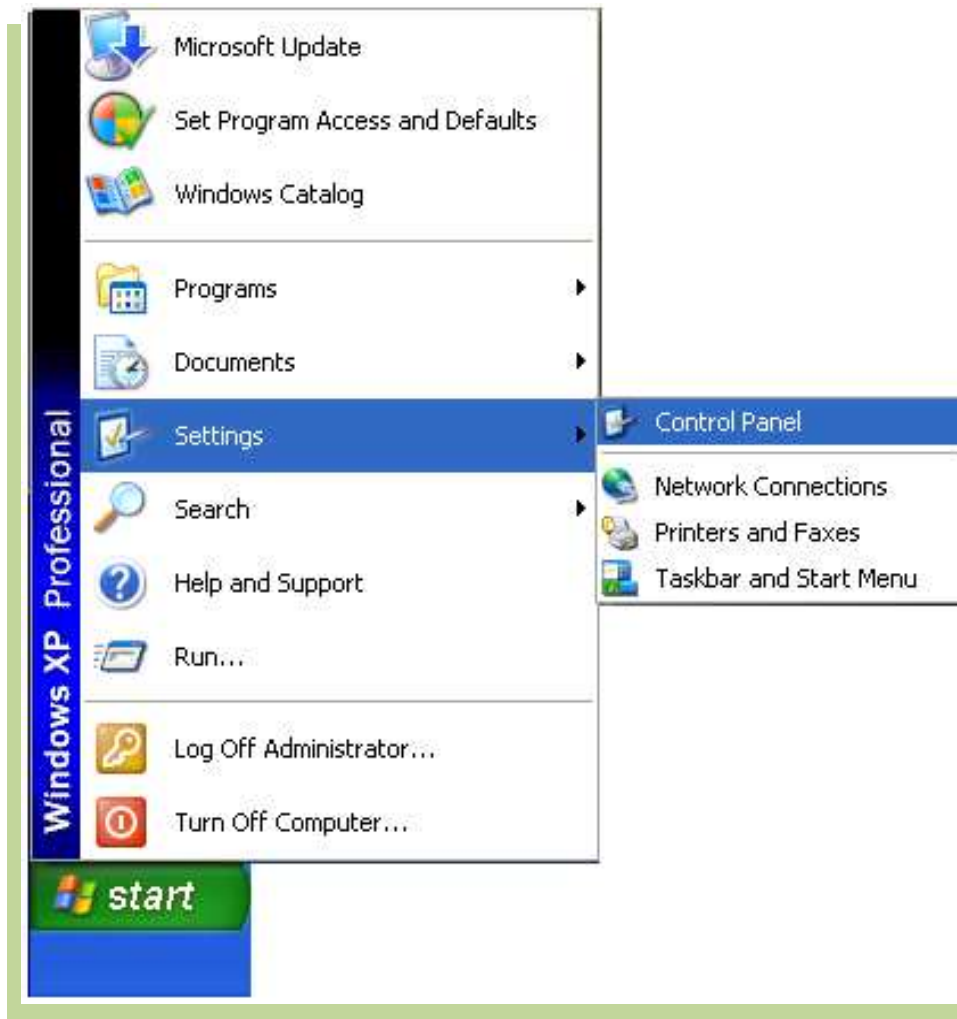 Microsoft Update
Set Program Access and Defaults
Windows Catalog
Programs
Documents
Settings
Search
Help and Support
Run...
Log Off Administrator...
Turn Off Computer...
Control Panel
Network Connections
Printers and Faxes
Taskbar and Start Menu
Windows XP Professional
start